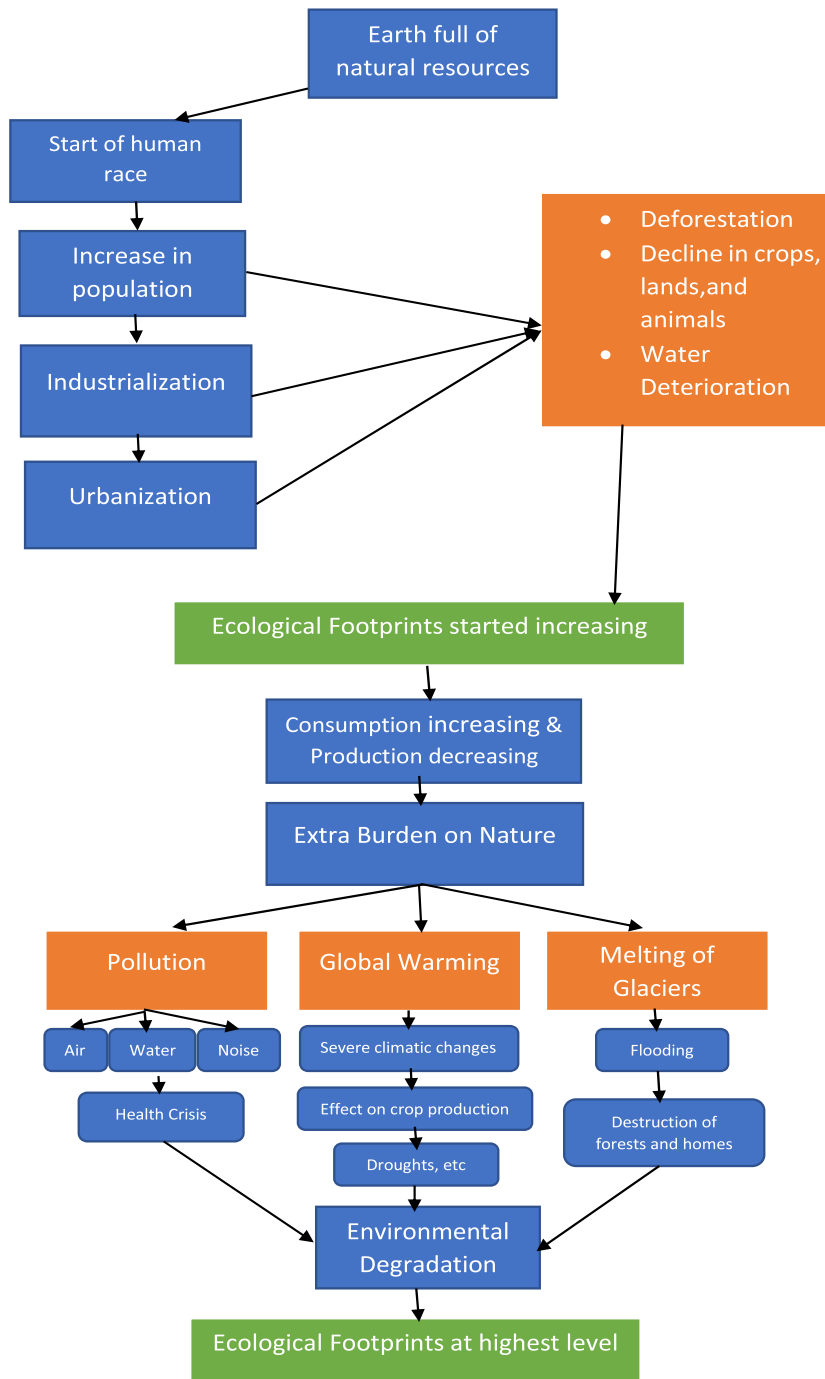 Earth full of
natural resources
Start of human
race
Increase in
population
Industrialization
Urbanization
• Deforestation
• Decline in crops,
lands,and
animals
• Water
Deterioration
Ecological Footprints started increasing
Consumption increasing &
Production decreasing
Extra Burden on Nature
Pollution
Global Warming
Melting of
Glaciers
Air
Water
Noise
Health Crisis
Severe climatic changes
Effect on crop production
Droughts, etc
Flooding
Destruction of
forests and homes
Environmental
Degradation
Ecological Footprints at highest level